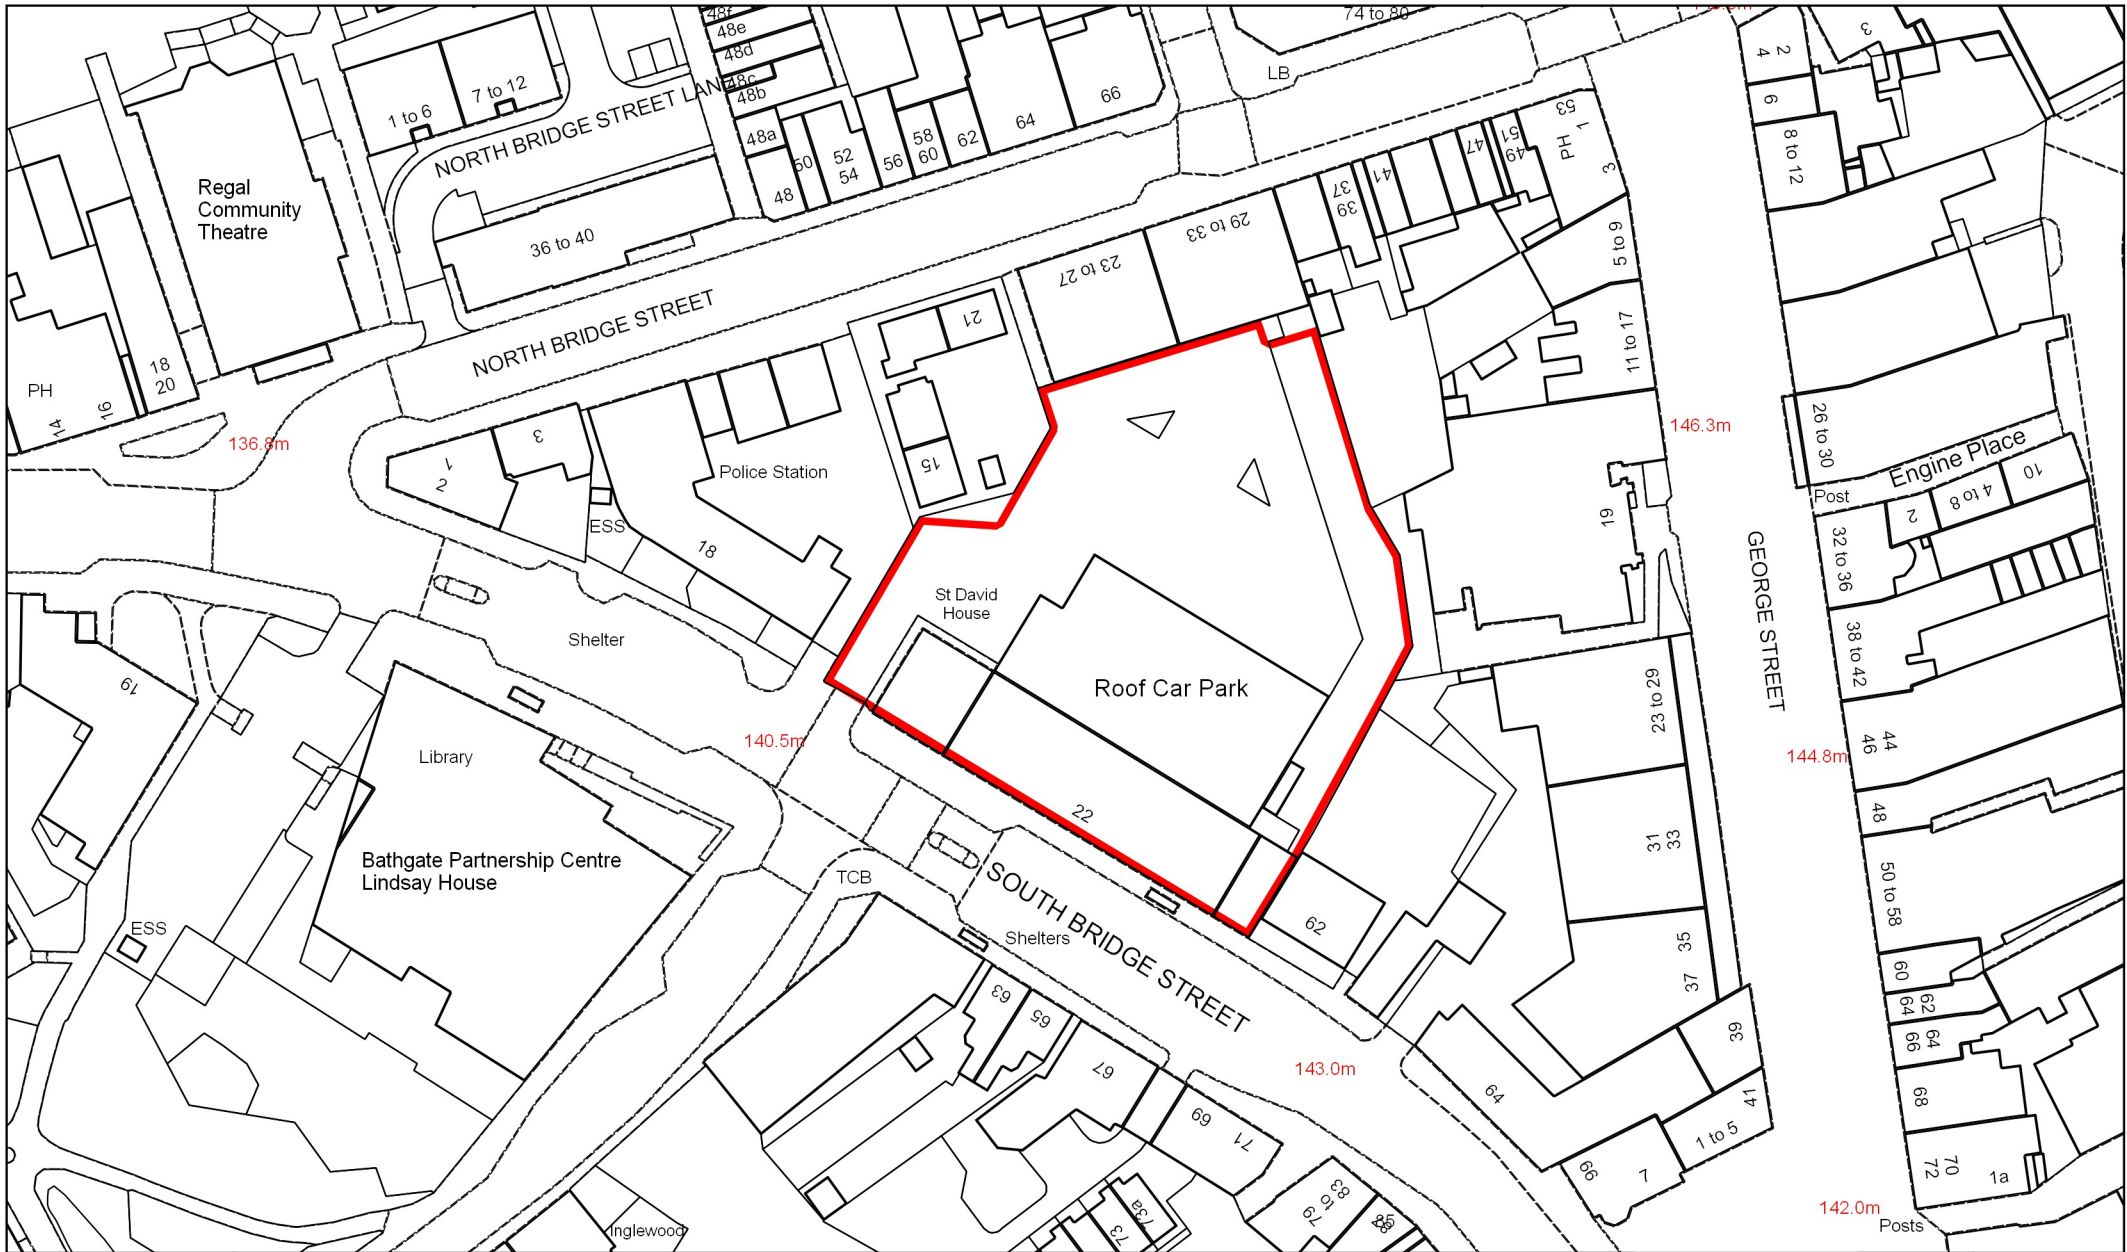 48f
48e
48d
48c
48b
48a
74 to 80
LB
1 to 6
7 to 12
NORTH BRIDGE STREET LANE
48
50
52
54
56
58
60
62
64
66
2
4
3
6
8 to 12
53
1
PH
3
51
49
47
41
37
39
29 to 33
23 to 27
5 to 9
11 to 17
Regal
Community
Theatre
36 to 40
NORTH BRIDGE STREET
21
18
20
PH
14
16
136.8m
1
2
3
Police Station
15
ESS
18
146.3m
26 to 30
Engine Place
Post
2
4 to 8
10
19
GEORGE STREET
32 to 36
38 to 42
St David
House
Shelter
19
Roof Car Park
23 to 29
44
46
144.8m
140.5m
Library
22
48
31
33
Bathgate Partnership Centre
Lindsay House
TCB
SOUTH BRIDGE STREET
Shelters
62
50 to 58
ESS
35
37
60
62
64
64
66
63
65
67
39
143.0m
64
41
68
69
71
1 to 5
66
7
70
72
1a
79
to
83
73
73a
142.0m
Posts
Inglewood